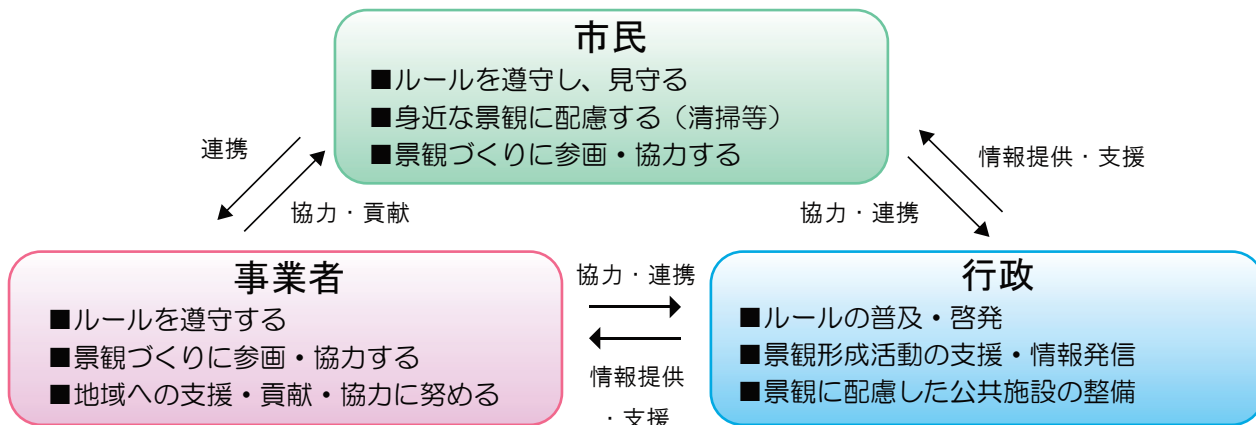 市民
■ルールを遵守し、見守る
■身近な景観に配慮する（清掃等）
■景観づくりに参画・協力する
連携
協力・貢献
情報提供・支援
協力・連携
事業者
■ルールを遵守する
■景観づくりに参画・協力する
■地域への支援・貢献・協力に努める
協力・連携
情報提供
・支援
行政
■ルールの普及・啓発
■景観形成活動の支援・情報発信
■景観に配慮した公共施設の整備